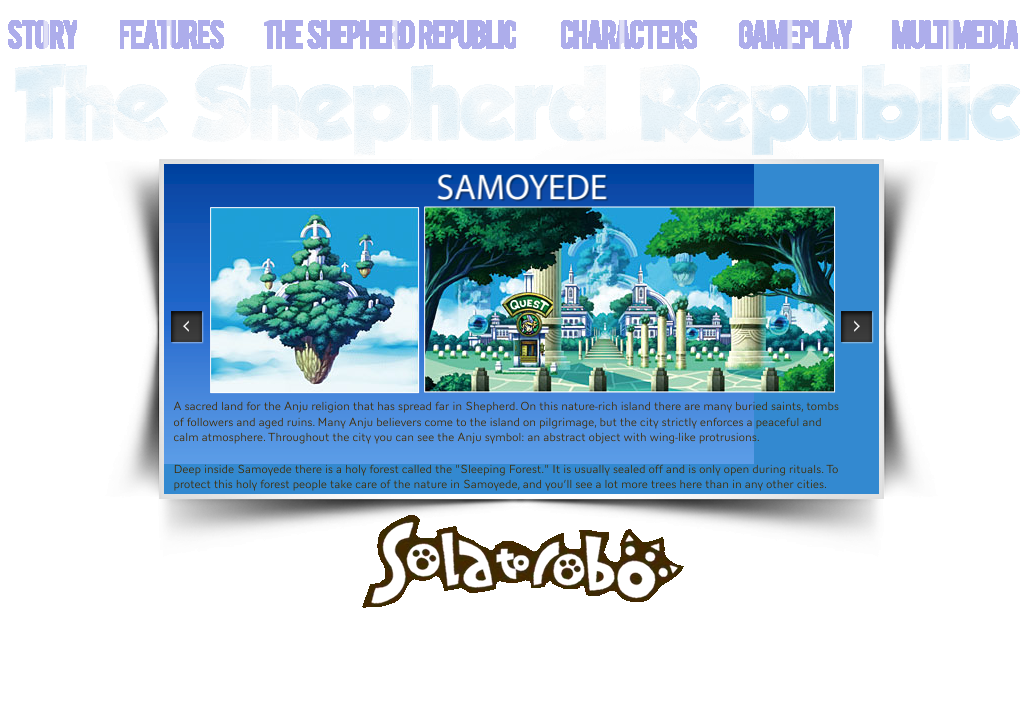 STORY FEATURES THE SHEPHERD REPUBLIC CHARACTERS GAMEPLAY MULTIMEDIA
The Shepherd Republic
SAMOYEDE
QUEST
A sacred land for the Anju religion that has spread far in Shepherd. On this nature-rich island there are many buried saints, tombs
of followers and aged ruins. Many Anju believers come to the island on pilgrimage, but the city strictly enforces a peaceful and
calm atmosphere. Throughout the city you can see the Anju symbol: an abstract object with wing-like protrusions.
Deep inside Samoyede there is a holy forest called the "Sleeping Forest." It is usually sealed off and is only open during rituals. To
protect this holy forest people take care of the nature in Samoyede, and you'll see a lot more trees here than in any other cities.
Solatorobo